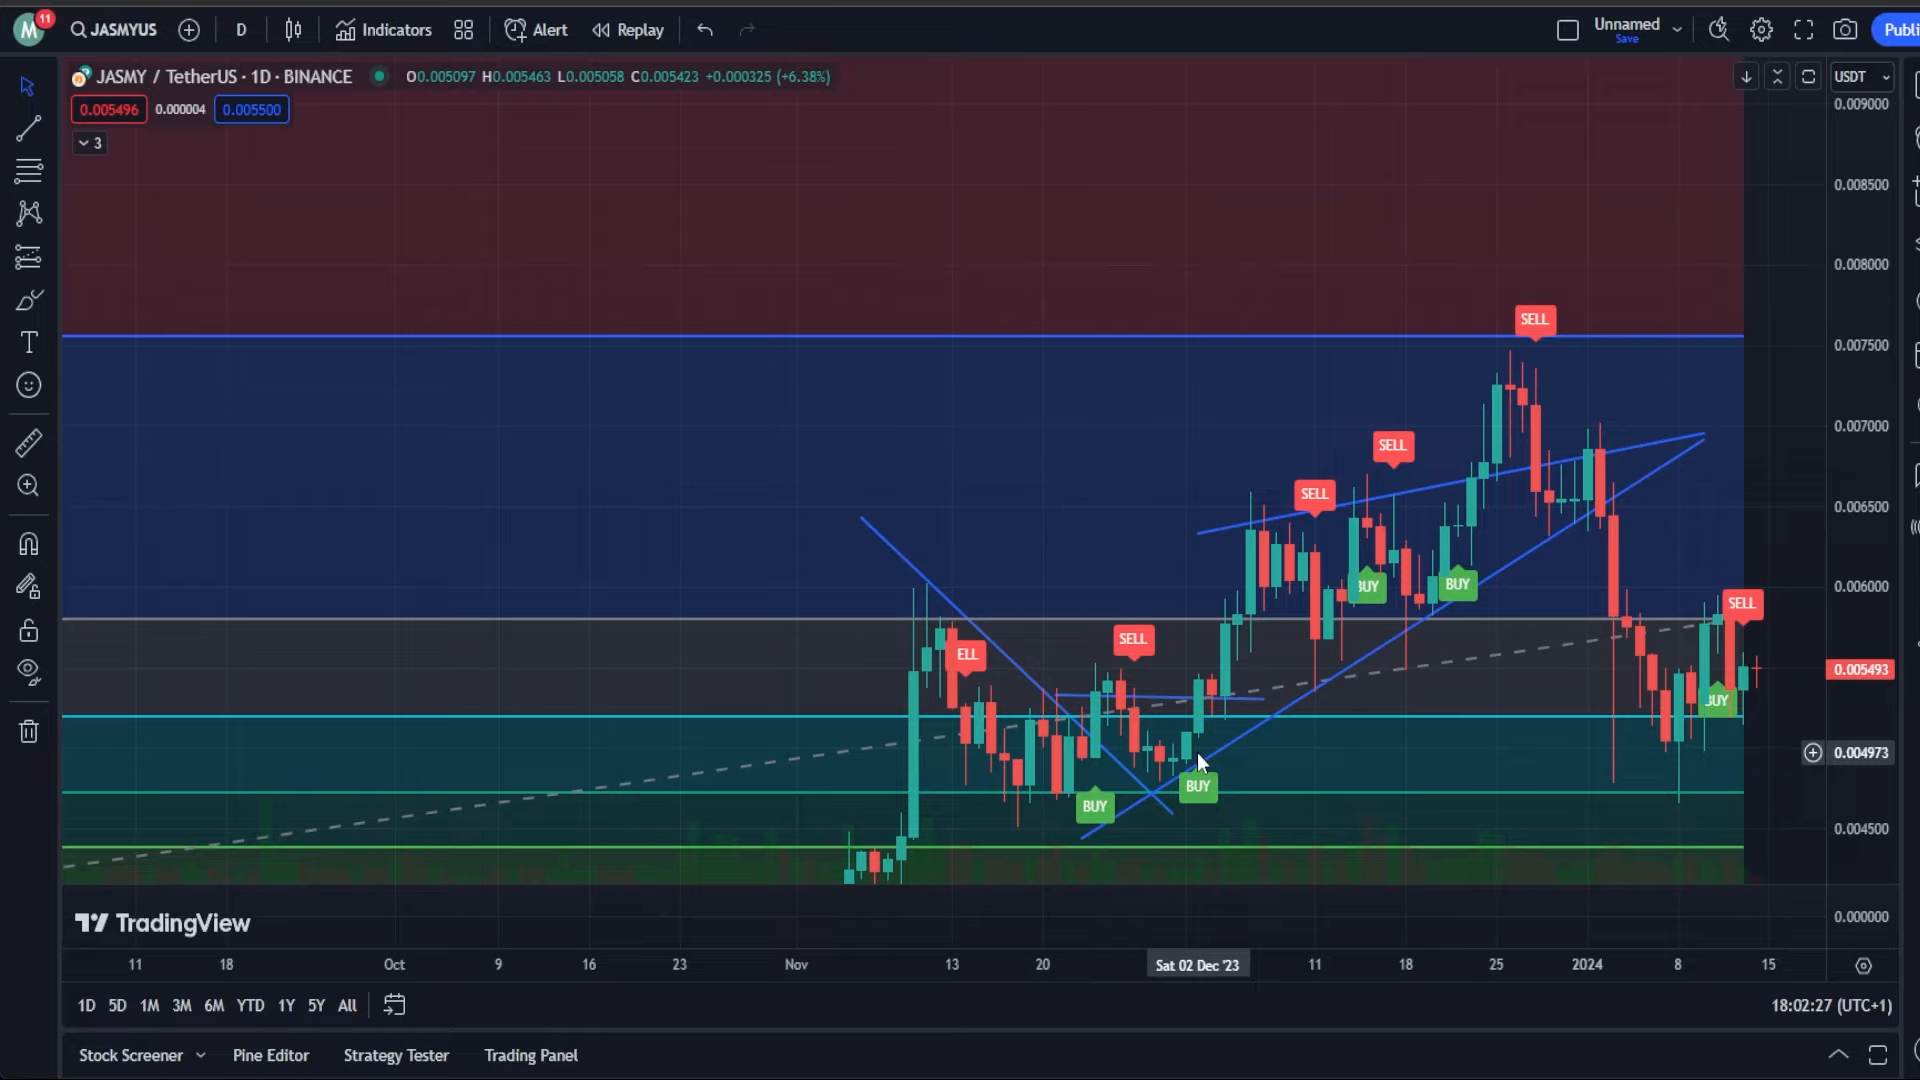 M 11 JASMYUS D Indicators Alert Replay Unnamed Save Publi
JASMY / TetherUS · 1D · BINANCE O0.005097 H0.005463 L0.005058 C0.005423 +0.000325 (+6.38%) USDT
0.005496 0.000004 0.005500
3
0.009000
0.008500
0.008000
SELL
0.007500
0.007000
SELL
SELL
0.006500
BUY
BUY
0.006000
SELL
SELL
ELL
0.005493
BUY
0.004973
BUY
BUY
0.004500
TradingView
0.000000
11 18 Oct 9 16 23 Nov 13 20 Sat 02 Dec '23 11 18 25 2024 8 15
1D 5D 1M 3M 6M YTD 1Y 5Y All 18:02:27 (UTC+1)
Stock Screener Pine Editor Strategy Tester Trading Panel